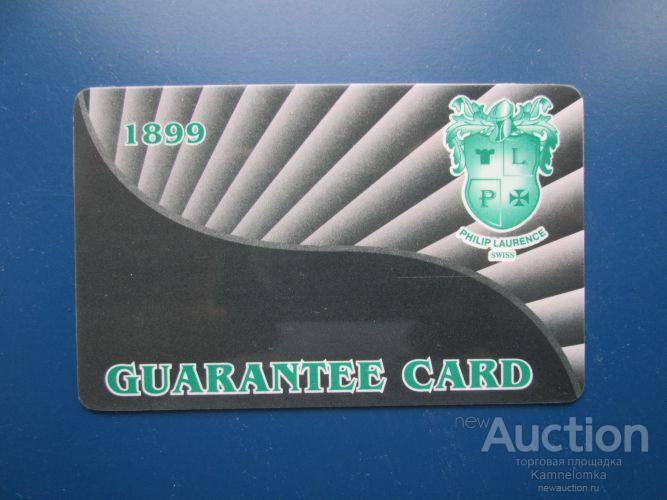 1899
L
P
PHILIP LAURENCE
SWISS
GUARANTEE CARD
newAuction
торговая площадка
Kamnelomka
newauction.ru